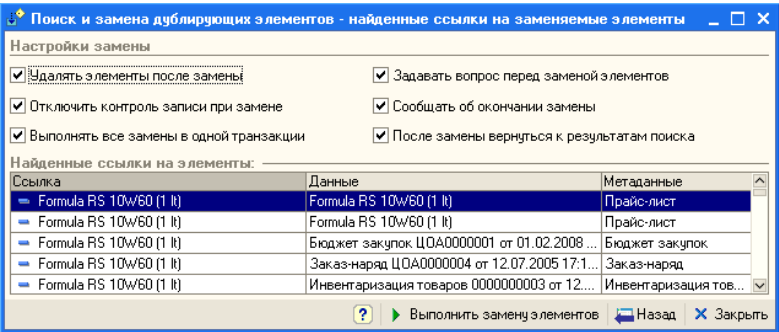 Поиск и замена дублирующих элементов - найденные ссылки на заменяемые элементы
Настройки замены
Удалять элементы после замены
Задавать вопрос перед заменой элементов
Отключить контроль записи при замене
Сообщать об окончании замены
Выполнять все замены в одной транзакции
После замены вернуться к результатам поиска
Найденные ссылки на элементы:
Ссылка Данные Метаданные
Formula RS 10W60 (1 lt) Formula RS 10W60 (1 lt) Прайс-лист
Formula RS 10W60 (1 lt) Formula RS 10W60 (1 lt) Прайс-лист
Formula RS 10W60 (1 lt) Бюджет закупок ЦОА0000001 от 01.02.2008 ... Бюджет закупок
Formula RS 10W60 (1 lt) Заказ-наряд ЦОА0000004 от 12.07.2005 17:1... Заказ-наряд
Formula RS 10W60 (1 lt) Инвентаризация товаров 0000000003 от 12.... Инвентаризация тов...
? Выполнить замену элементов Назад Закрыть